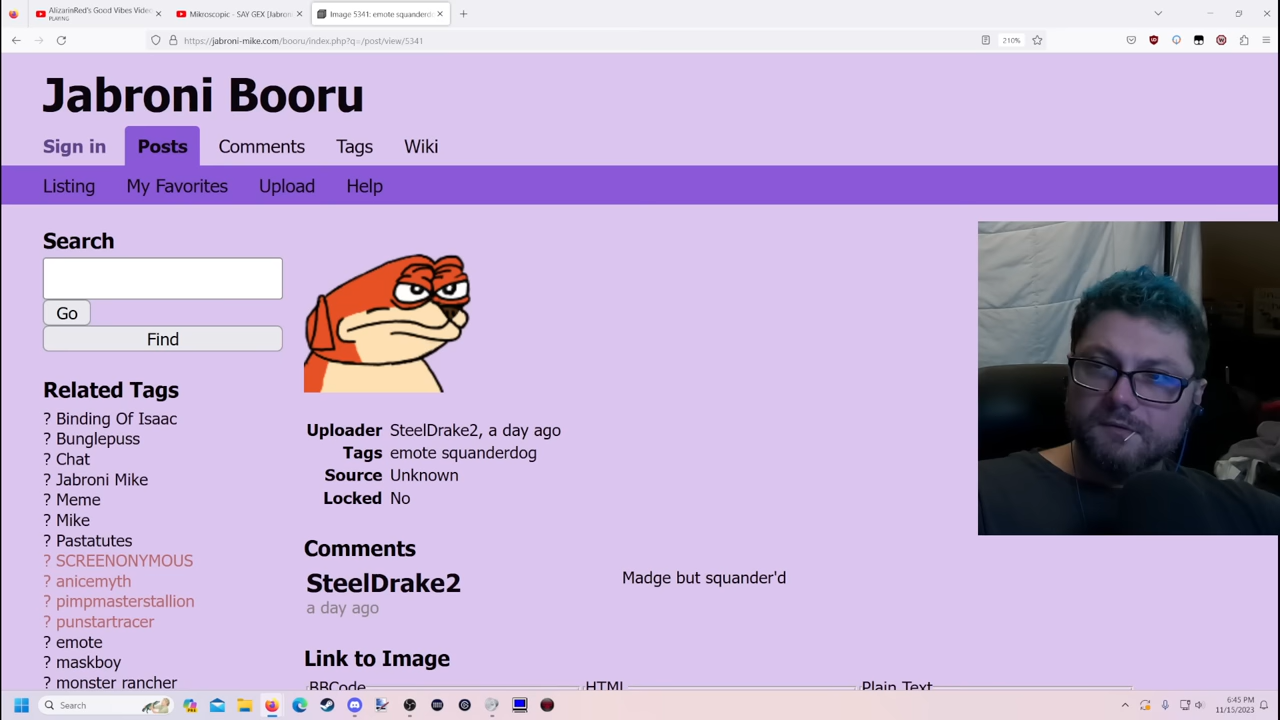 AlizarinRed's Good Vibes Video
PLAYING
Mikroscopic - SAY GEX [Jabroni
Image 5341: emote squanderdo
https://jabroni-mike.com/booru/index.php?q=/post/view/5341
210%
Jabroni Booru
Sign in Posts Comments Tags Wiki
Listing My Favorites Upload Help
Search
Go
Find
Related Tags
? Binding Of Isaac
? Bunglepuss
? Chat
? Jabroni Mike
? Meme
? Mike
? Pastatutes
? SCREENONYMOUS
? anicemyth
? pimpmasterstallion
? punstartracer
? emote
? maskboy
? monster rancher
Uploader SteelDrake2, a day ago
Tags emote squanderdog
Source Unknown
Locked No
Comments
SteelDrake2
a day ago
Madge but squander'd
Link to Image
BBCode HTML Plain Text
Search
6:45 PM
11/15/2023